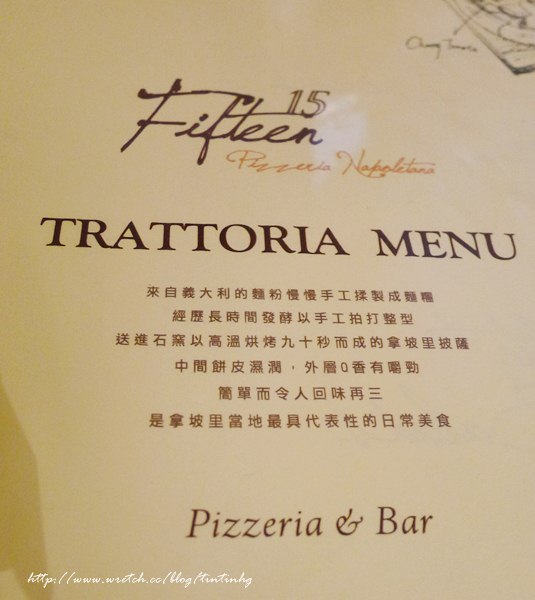 Cherry Tomato
15
Fifteen
Pizzeria Napoletana
TRATTORIA MENU
來自義大利的麵粉慢慢手工揉製成麵糰
經歷長時間發酵以手工拍打整型
送進石窯以高溫烘烤九十秒而成的拿坡里披薩
中間餅皮濕潤，外層Q香有嚼勁
簡單而令人回味再三
是拿坡里當地最具代表性的日常美食
Pizzeria & Bar
http://www.wretch.cc/blog/tintinhg